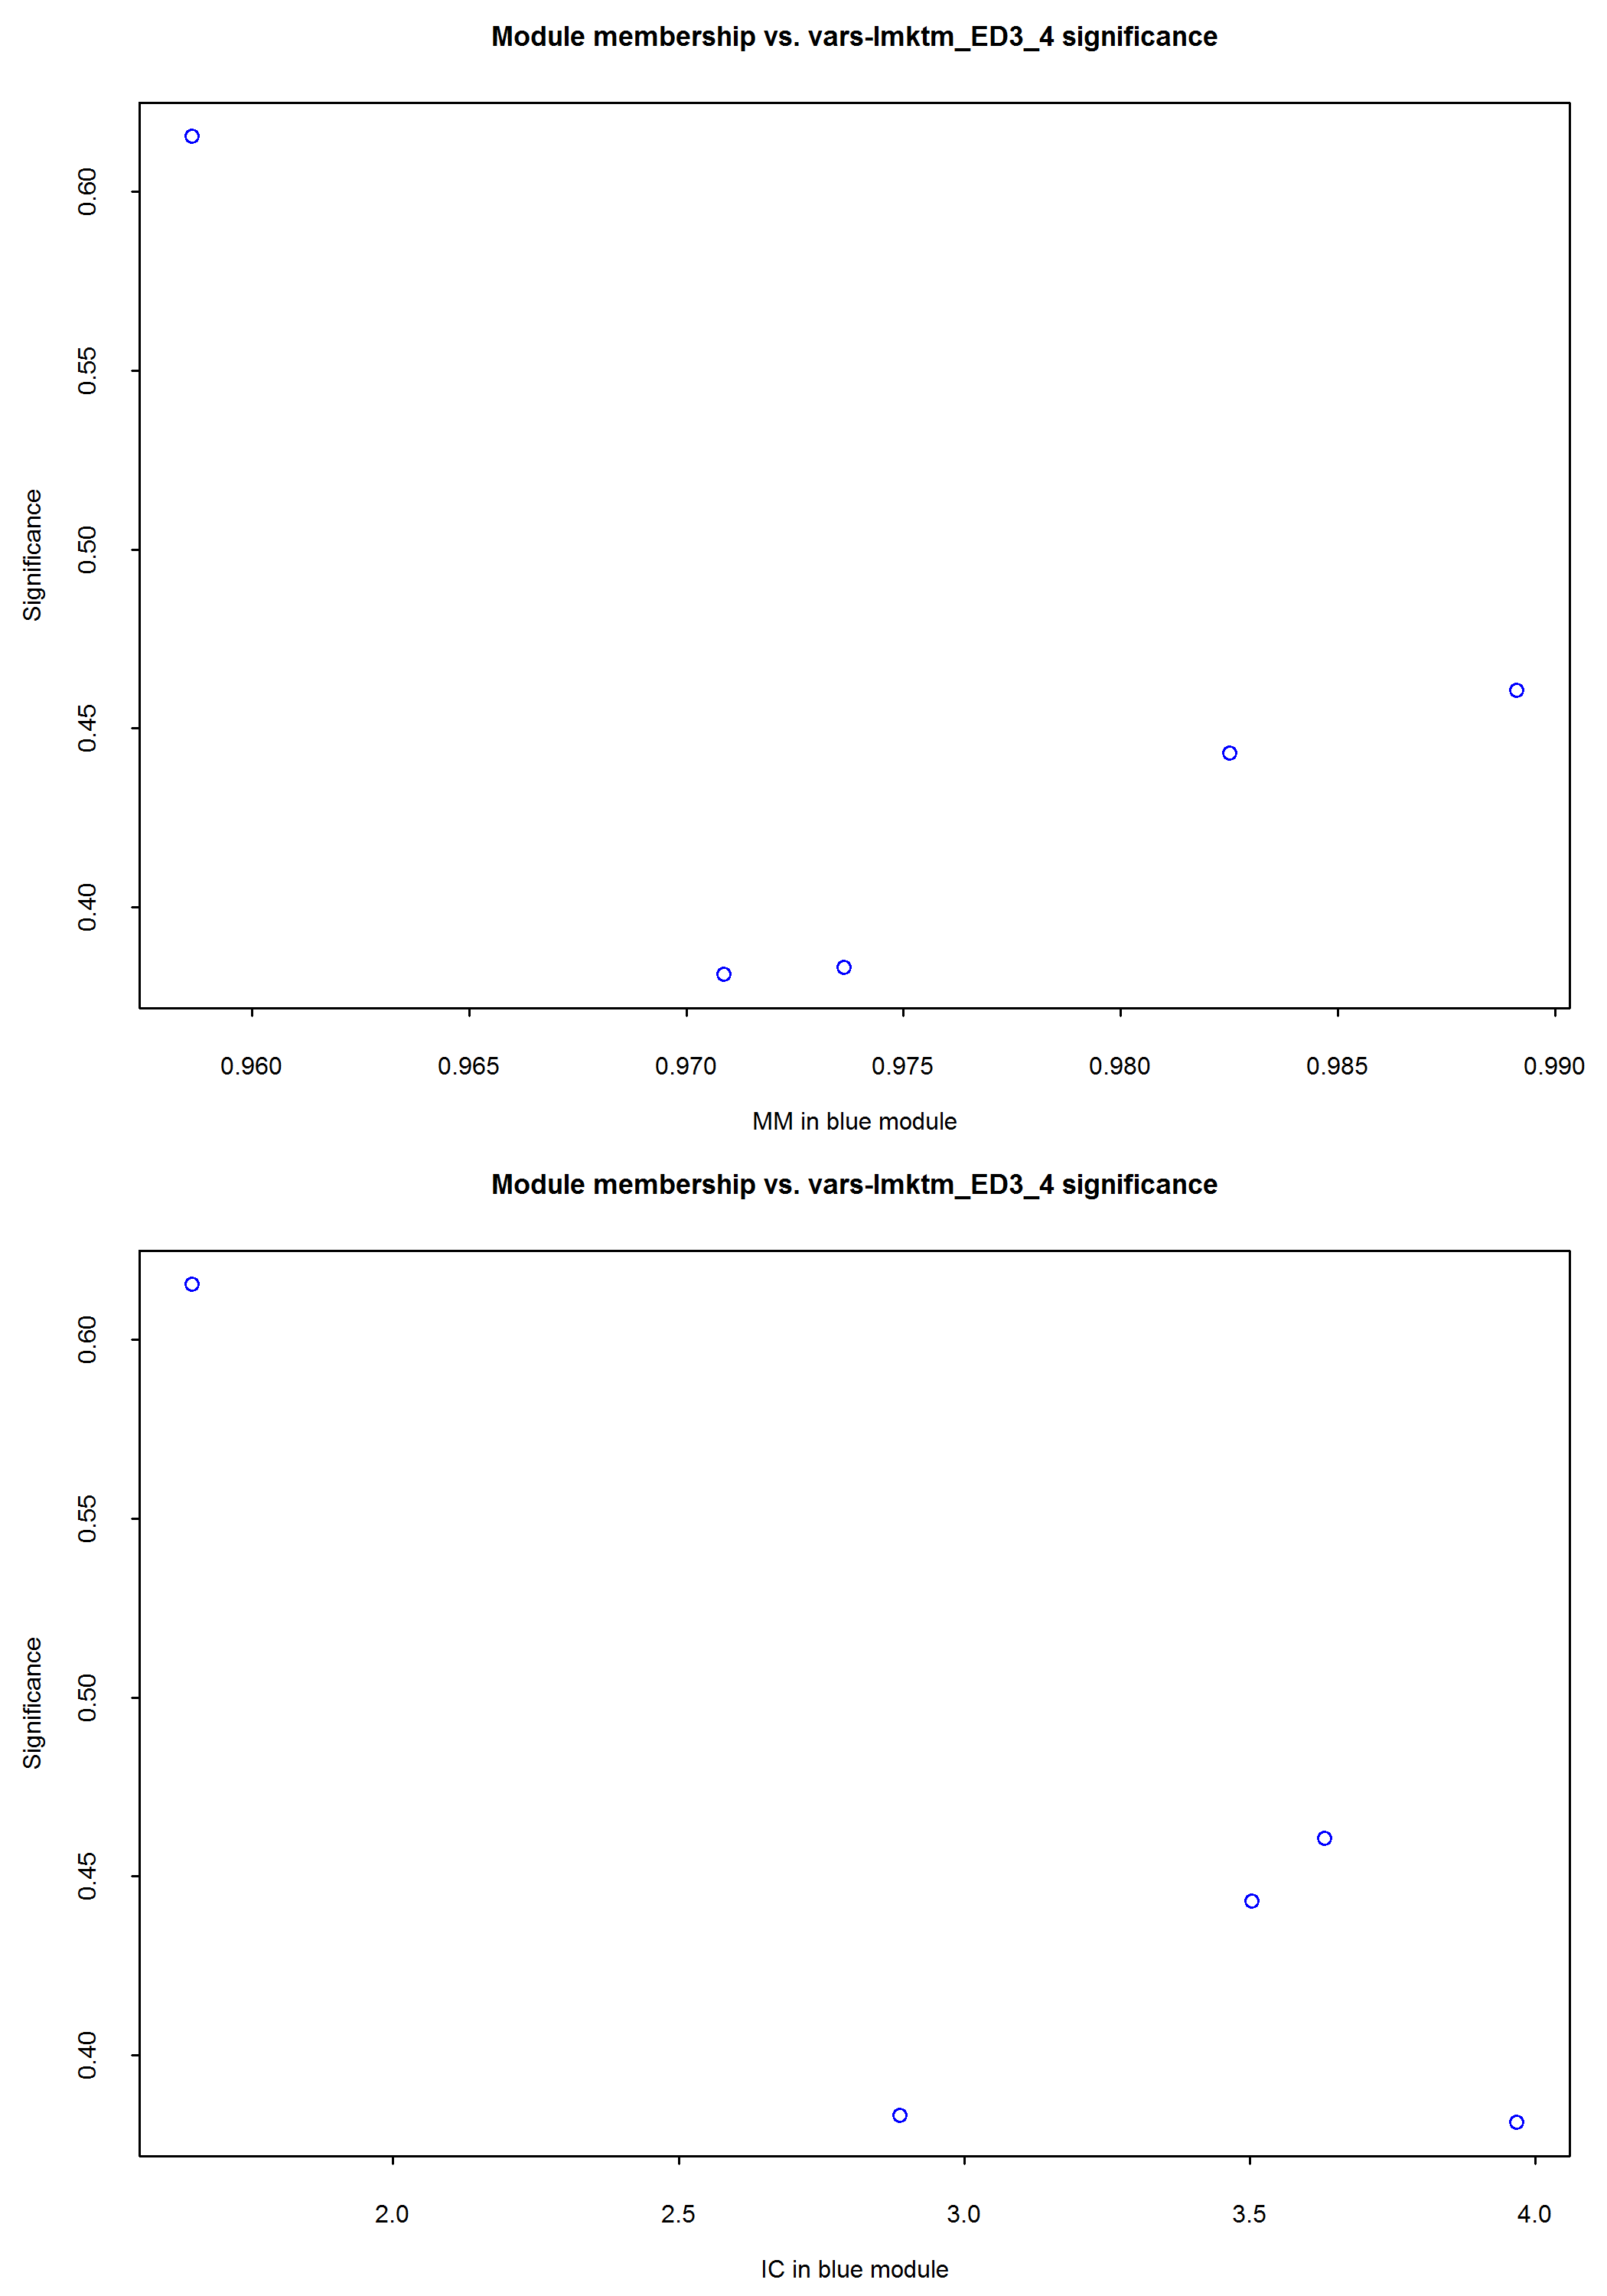 Module membership vs. vars-lmktm_ED3_4 significance
Significance
0.60
0.55
0.50
0.45
0.40
0.960 0.965 0.970 0.975 0.980 0.985 0.990
MM in blue module
Module membership vs. vars-lmktm_ED3_4 significance
Significance
0.60
0.55
0.50
0.45
0.40
2.0 2.5 3.0 3.5 4.0
IC in blue module